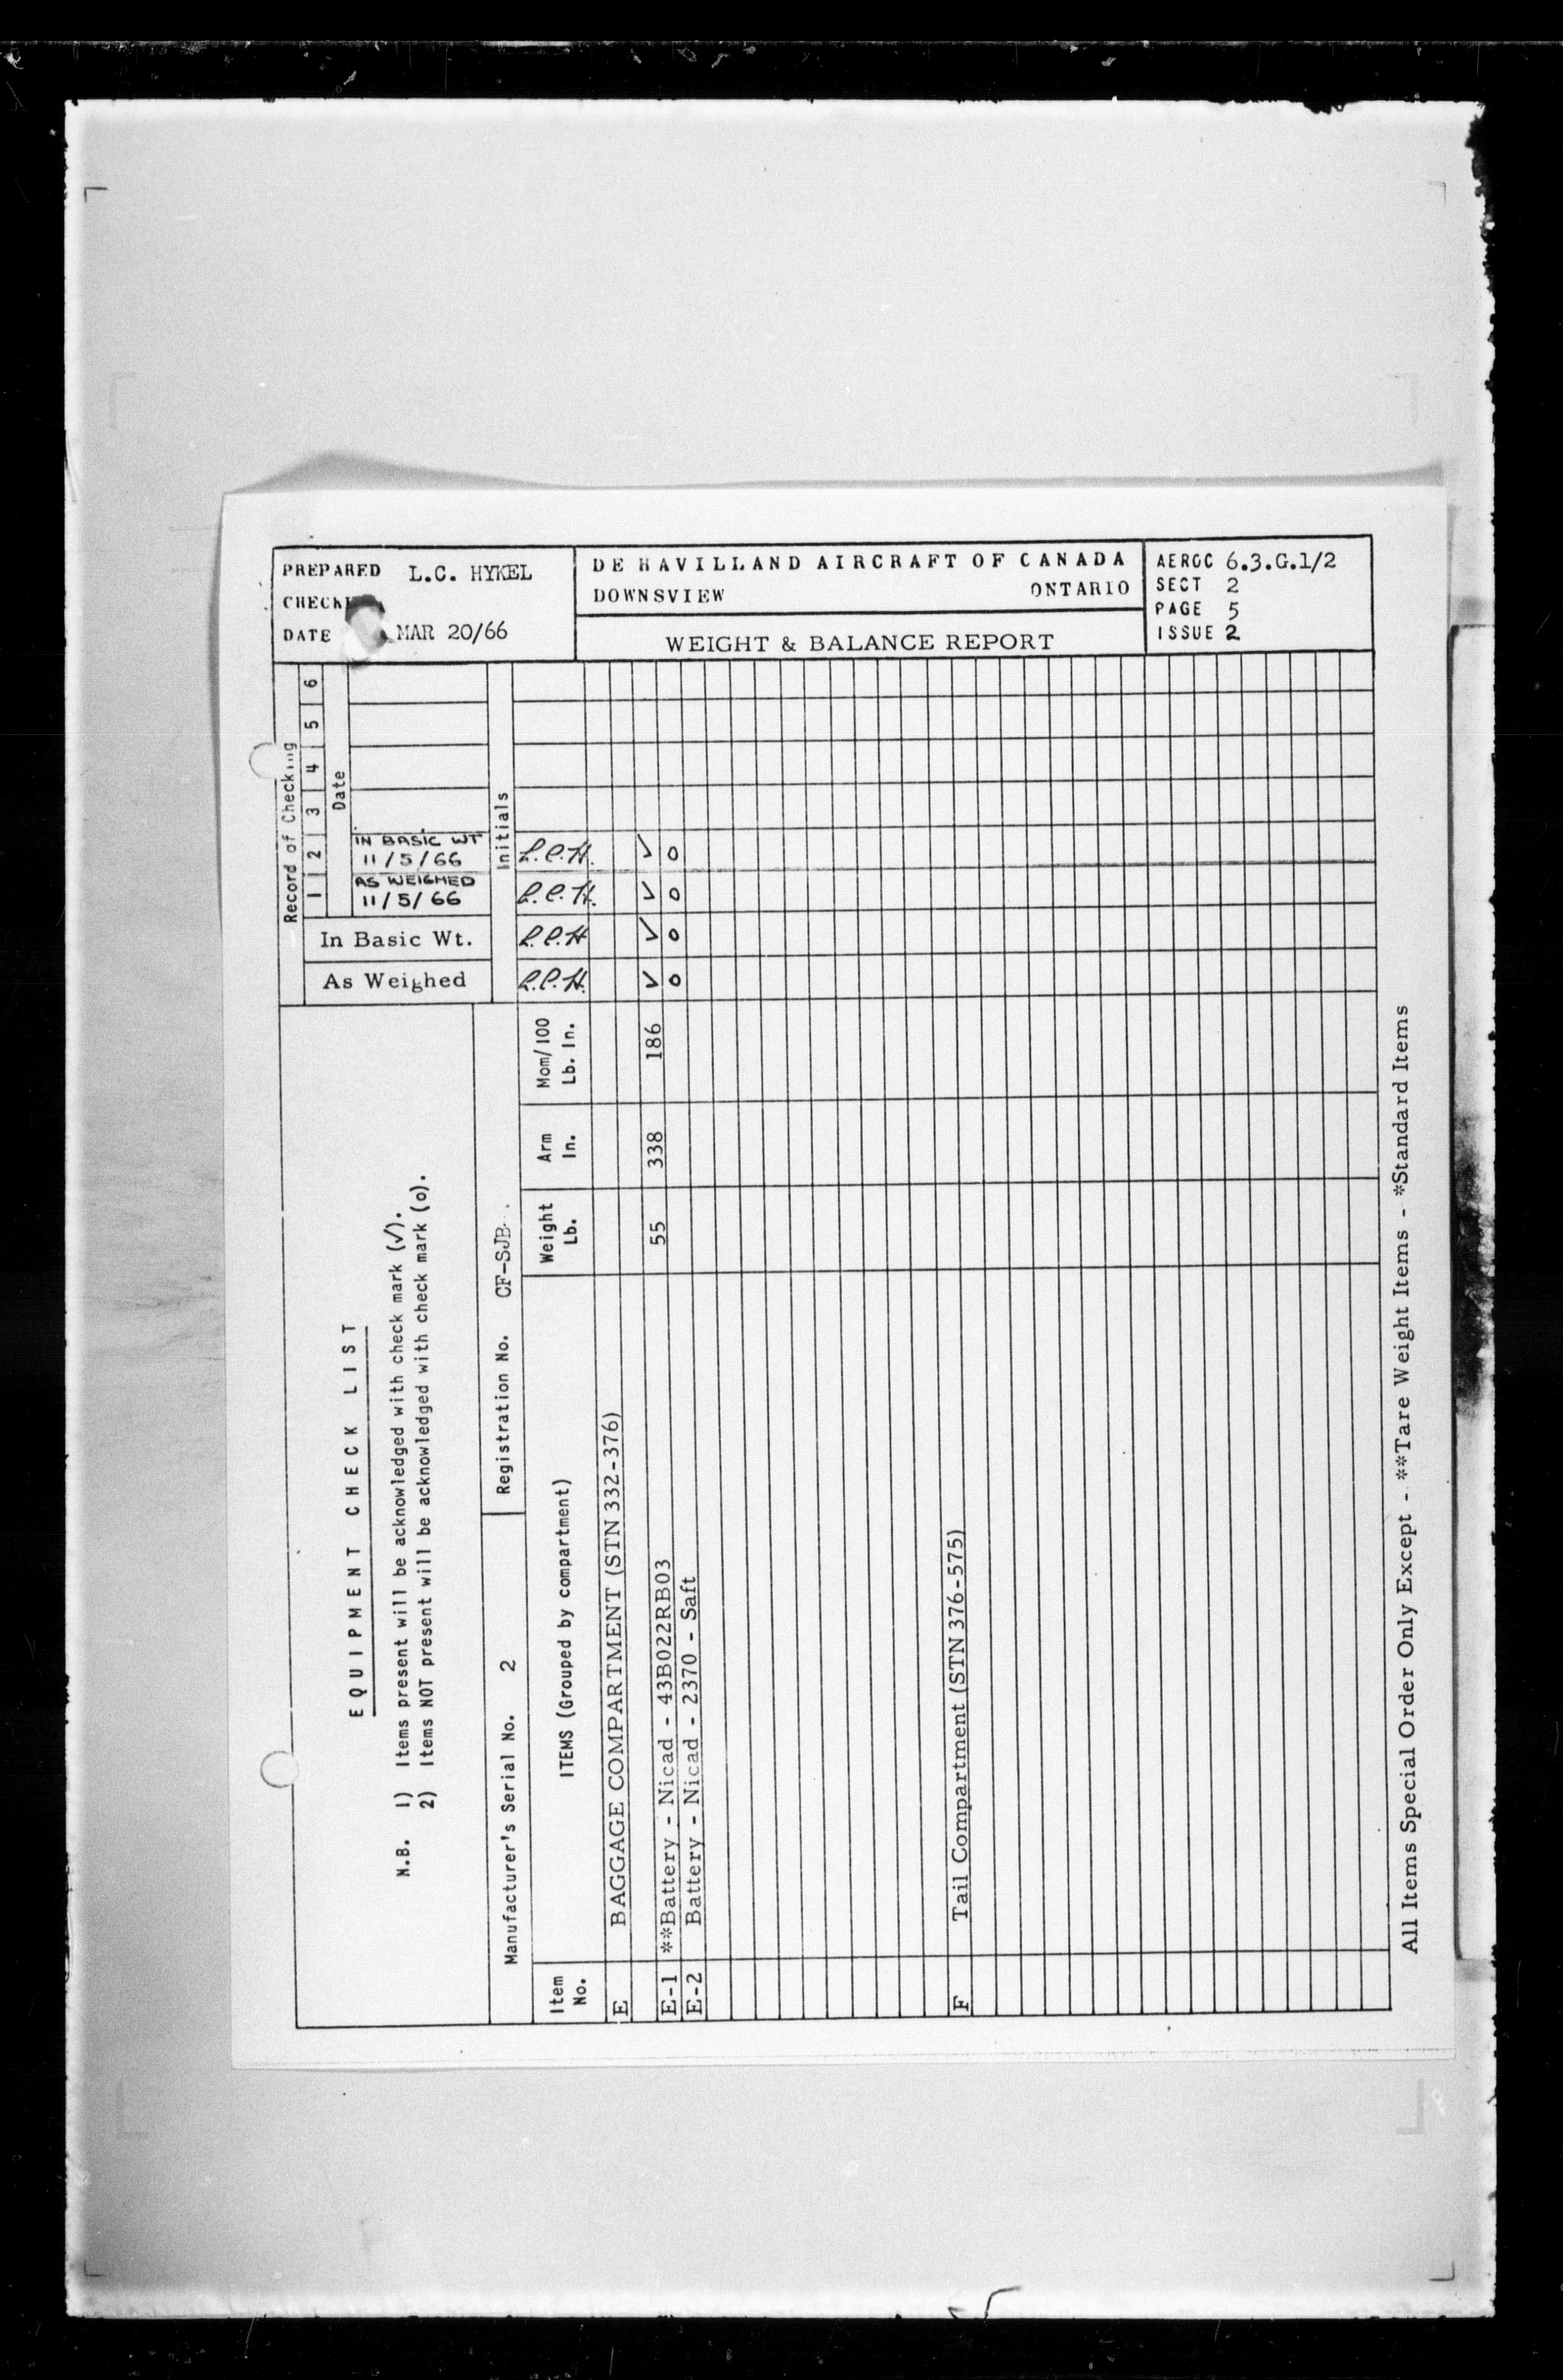 PREPARED L.C. HYKEL
DATE MAR 20/66
DE HAVILLAND AIRCRAFT OF CANADA
DOWNSVIEW ONTARIO
WEIGHT & BALANCE REPORT
AEROC 6.3.G.1/2
SECT 2
PAGE 5
ISSUE 2
EQUIPMENT CHECK LIST
N.B. 1) Items present will be acknowledged with check mark (✓).
2) Items NOT present will be acknowledged with check mark (o).
Record of Checking
1 2 3 4 5 6
Date
As Weighed
In Basic Wt.
AS WEIGHED
11/5/66
IN BASIC WT
11/5/66
Manufacturer's Serial No. 2
Registration No. CF-SJB
Initials
Item No.
ITEMS (Grouped by compartment)
Weight Lb.
Arm In.
Mom/100 Lb. In.
L.C.H. L.C.H L.C.H. L.C.H.
E BAGGAGE COMPARTMENT (STN 332-376)
E-1 **Battery - Nicad - 43B022RB03 55 338 186 ✓ ✓ ✓ ✓
E-2 Battery - Nicad - 2370 - Saft o o o o
F Tail Compartment (STN 376-575)
All Items Special Order Only Except - **Tare Weight Items - *Standard Items